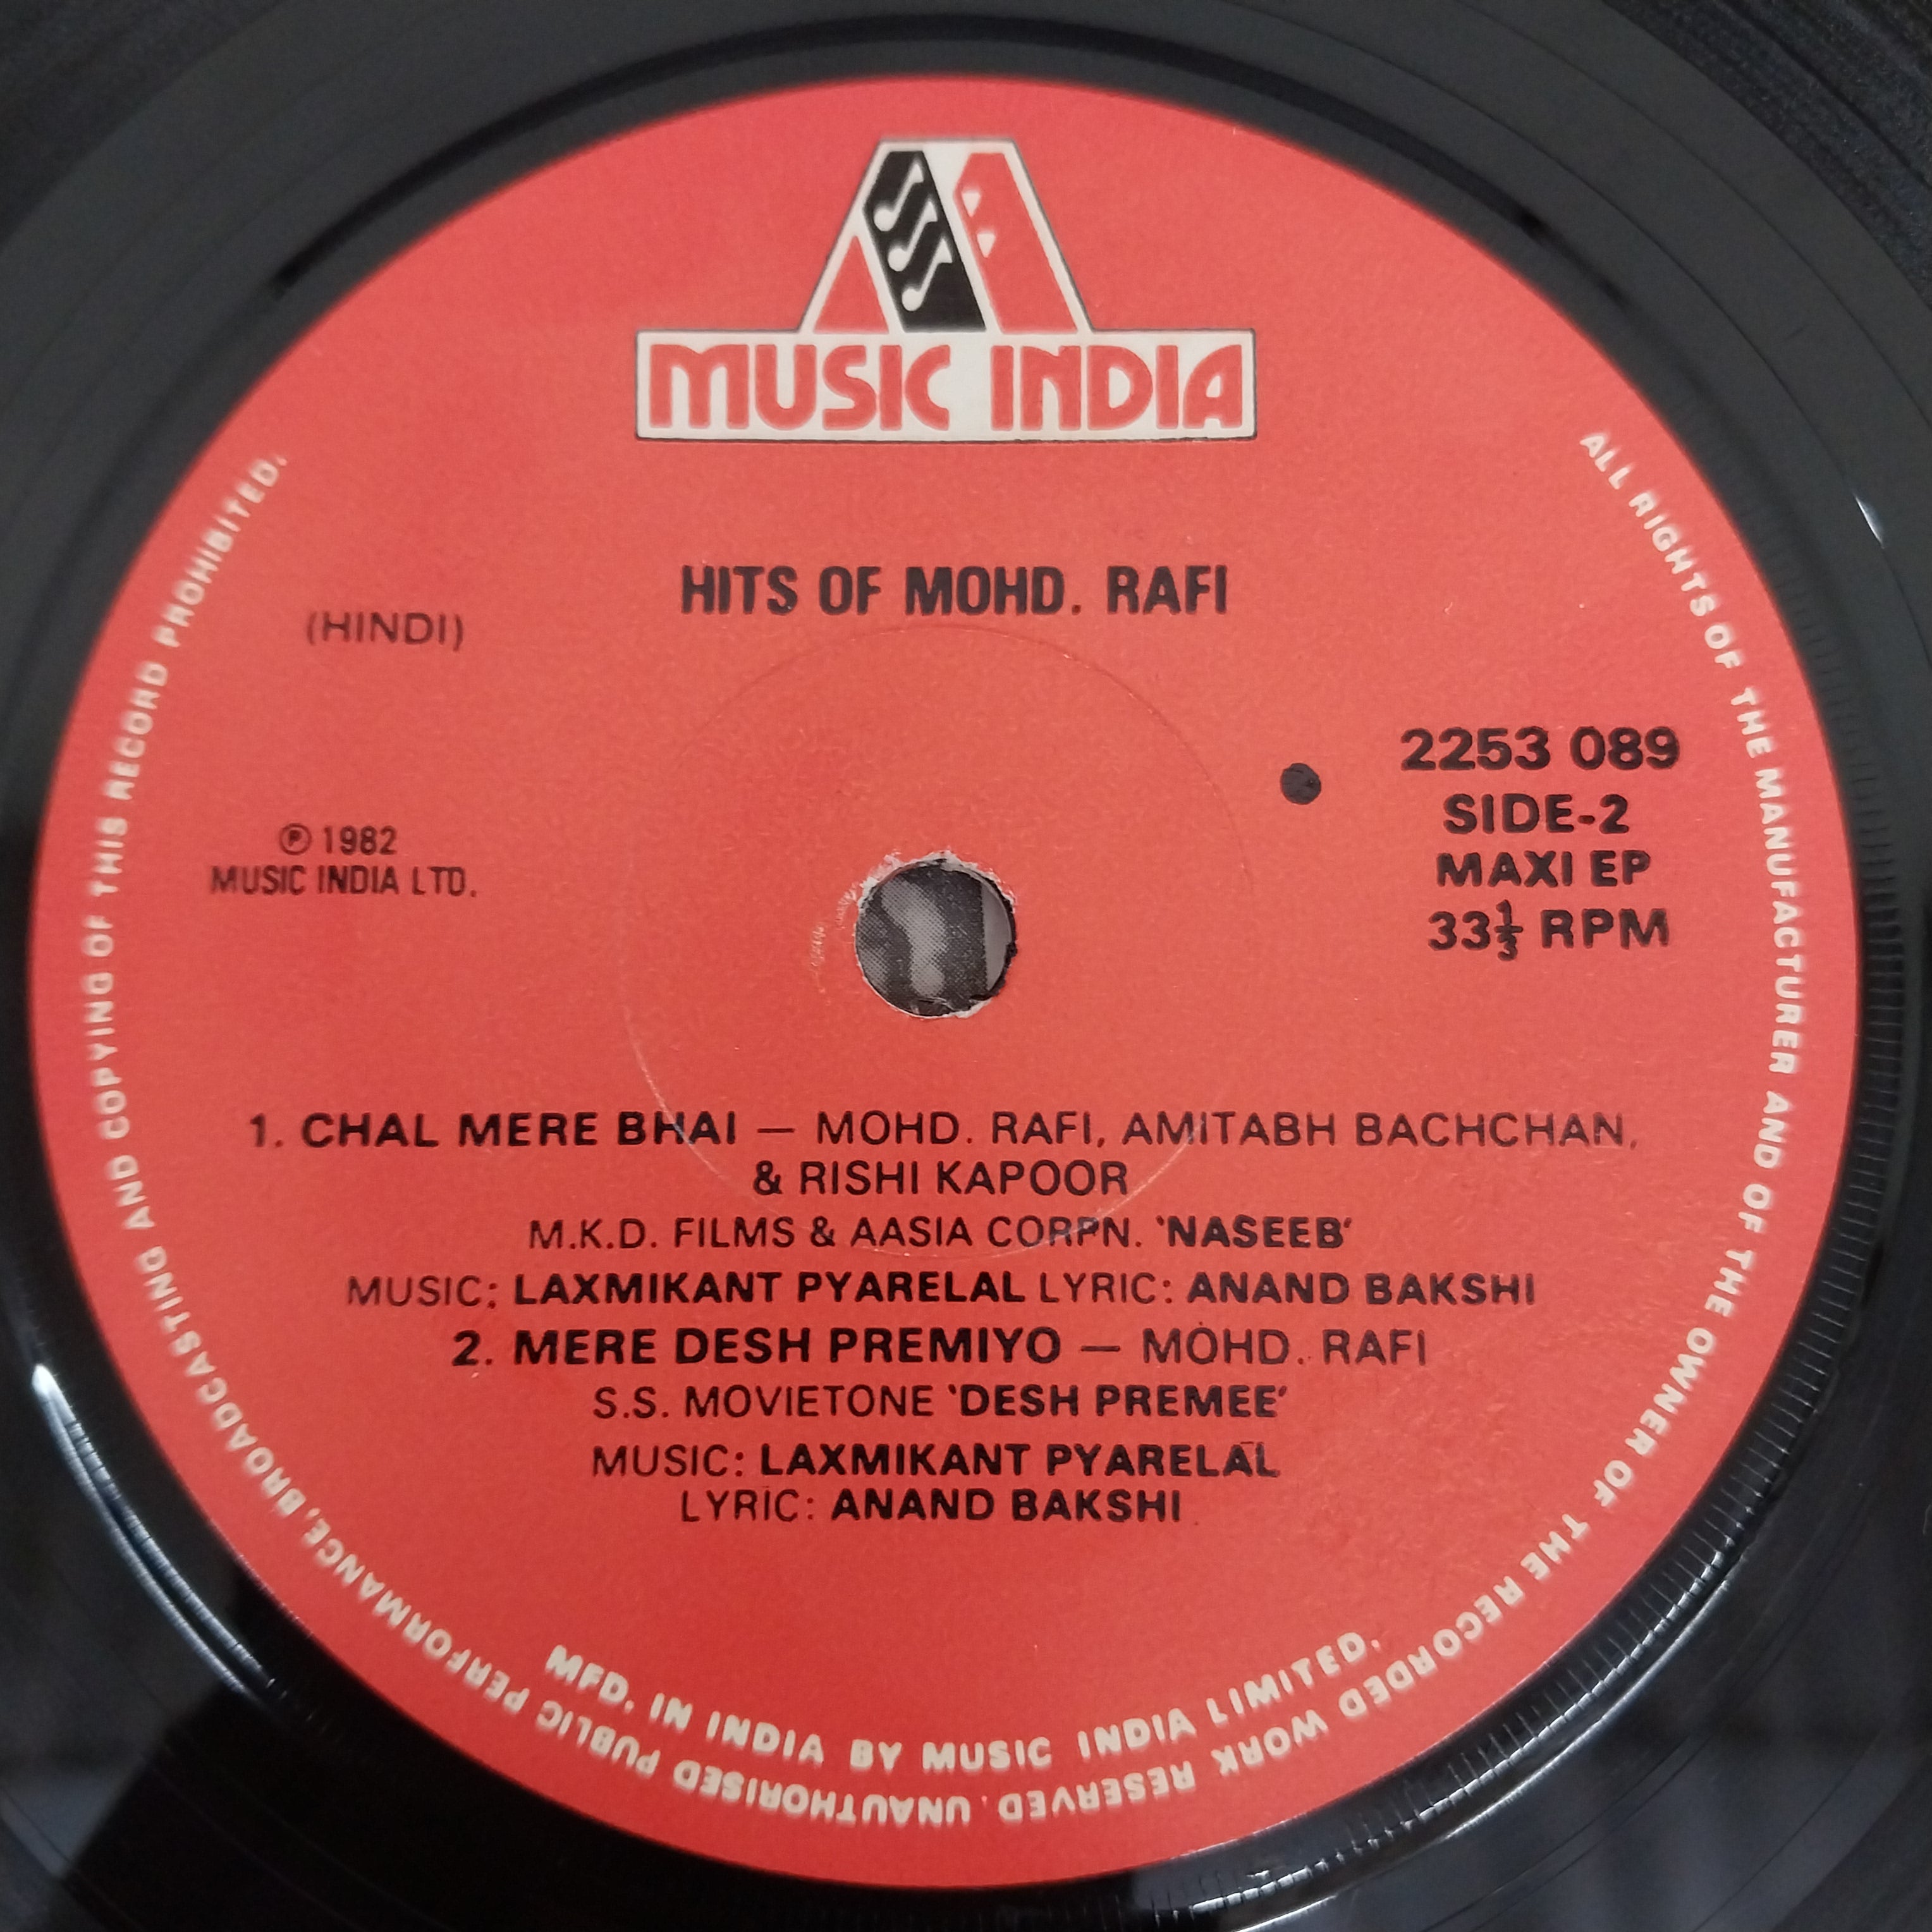 MUSIC INDIA
HITS OF MOHD. RAFI
(HINDI)
℗ 1982
MUSIC INDIA LTD.
2253 089
SIDE-2
MAXI EP
33⅓ RPM
1. CHAL MERE BHAI — MOHD. RAFI, AMITABH BACHCHAN,
& RISHI KAPOOR
M.K.D. FILMS & AASIA CORPN. 'NASEEB'
MUSIC: LAXMIKANT PYARELAL LYRIC: ANAND BAKSHI
2. MERE DESH PREMIYO — MOHD. RAFI
S.S. MOVIETONE 'DESH PREMEE'
MUSIC: LAXMIKANT PYARELAL
LYRIC: ANAND BAKSHI
MFD. IN INDIA BY MUSIC INDIA LIMITED.
ALL RIGHTS OF THE MANUFACTURER AND OF THE OWNER OF THE RECORDED WORK RESERVED. UNAUTHORISED PUBLIC PERFORMANCE, BROADCASTING AND COPYING OF THIS RECORD PROHIBITED.